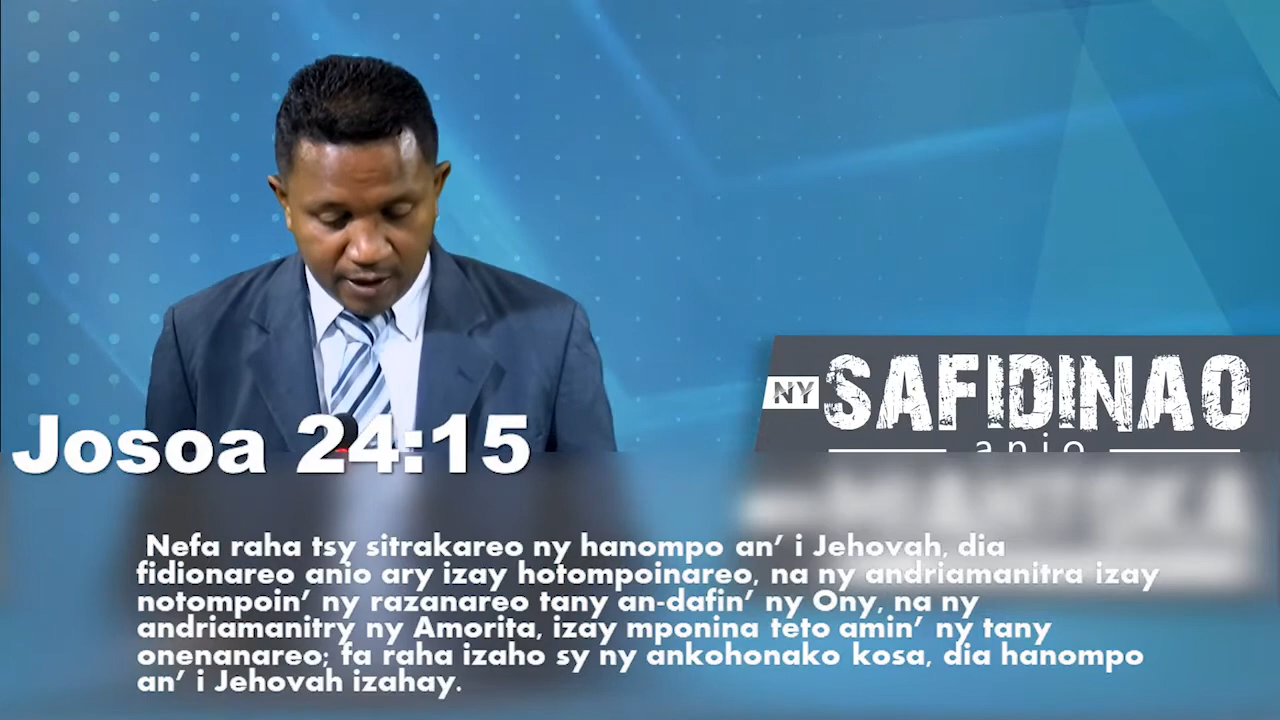 NY SAFIDINAO
anio
Josoa 24:15
Nefa raha tsy sitrakareo ny hanompo an’ i Jehovah, dia
fidionareo anio ary izay hotompoinareo, na ny andriamanitra izay
notompoin’ ny razanareo tany an-dafin’ ny Ony, na ny
andriamanitry ny Amorita, izay mponina teto amin’ ny tany
onenanareo; fa raha izaho sy ny ankohonako kosa, dia hanompo
an’ i Jehovah izahay.